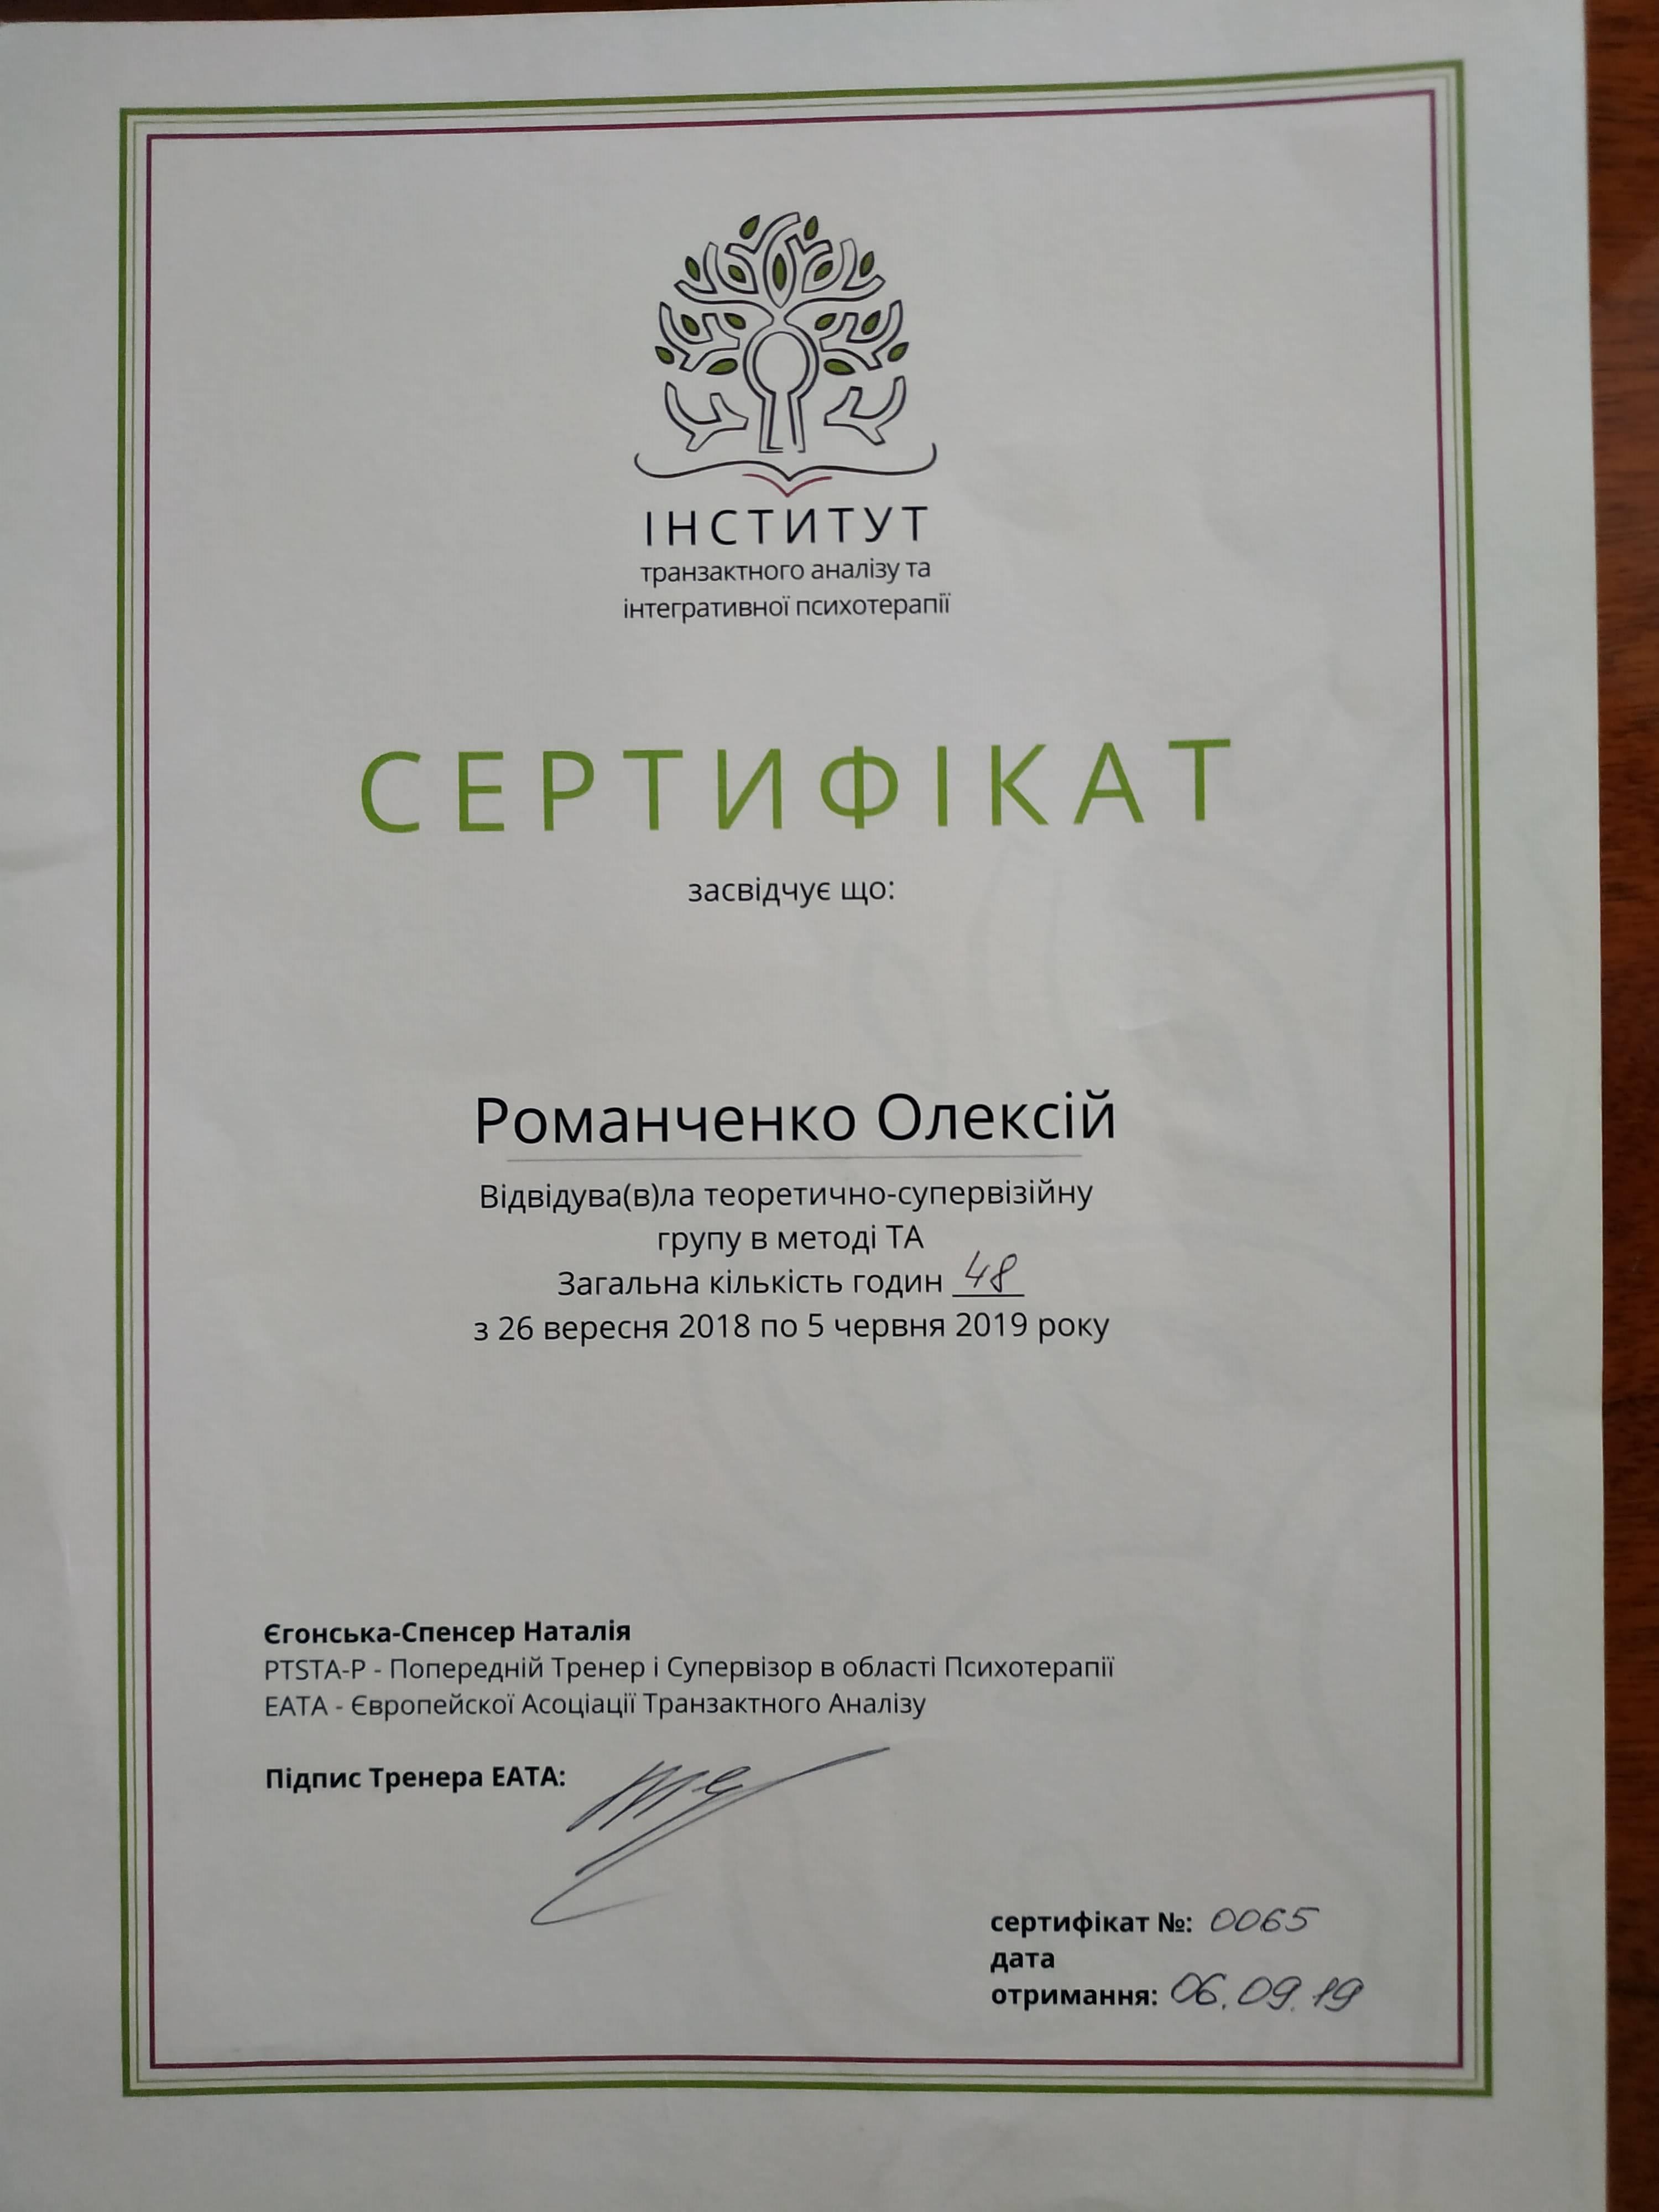 ІНСТИТУТ
транзактного аналізу та
інтегративної психотерапії
СЕРТИФІКАТ
засвідчує що:
Романченко Олексій
Відвідува(в)ла теоретично-супервізійну
групу в методі ТА
Загальна кількість годин 48
з 26 вересня 2018 по 5 червня 2019 року
Єгонська-Спенсер Наталія
PTSTA-P - Попередній Тренер і Супервізор в області Психотерапії
ЕАТА - Європейскої Асоціації Транзактного Аналізу
Підпис Тренера ЕАТА:
сертифікат №: 0065
дата
отримання: 06.09.19